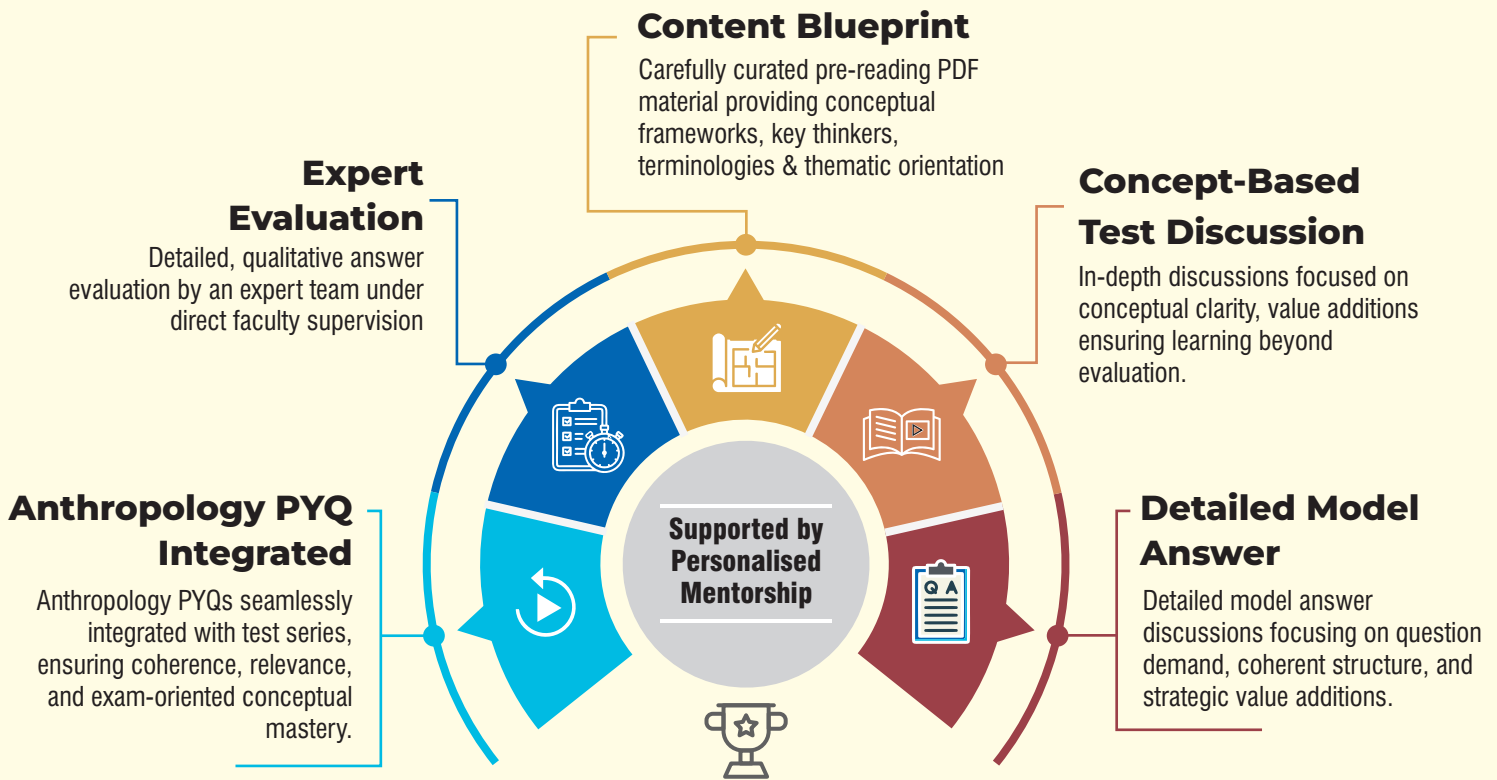 Content Blueprint
Carefully curated pre-reading PDF
material providing conceptual
frameworks, key thinkers,
terminologies & thematic orientation
Expert
Evaluation
Detailed, qualitative answer
evaluation by an expert team under
direct faculty supervision
Concept-Based
Test Discussion
In-depth discussions focused on
conceptual clarity, value additions
ensuring learning beyond
evaluation.
Anthropology PYQ
Integrated
Anthropology PYQs seamlessly
integrated with test series,
ensuring coherence, relevance,
and exam-oriented conceptual
mastery.
Supported by
Personalised
Mentorship
Q A
Detailed Model
Answer
Detailed model answer
discussions focusing on question
demand, coherent structure, and
strategic value additions.